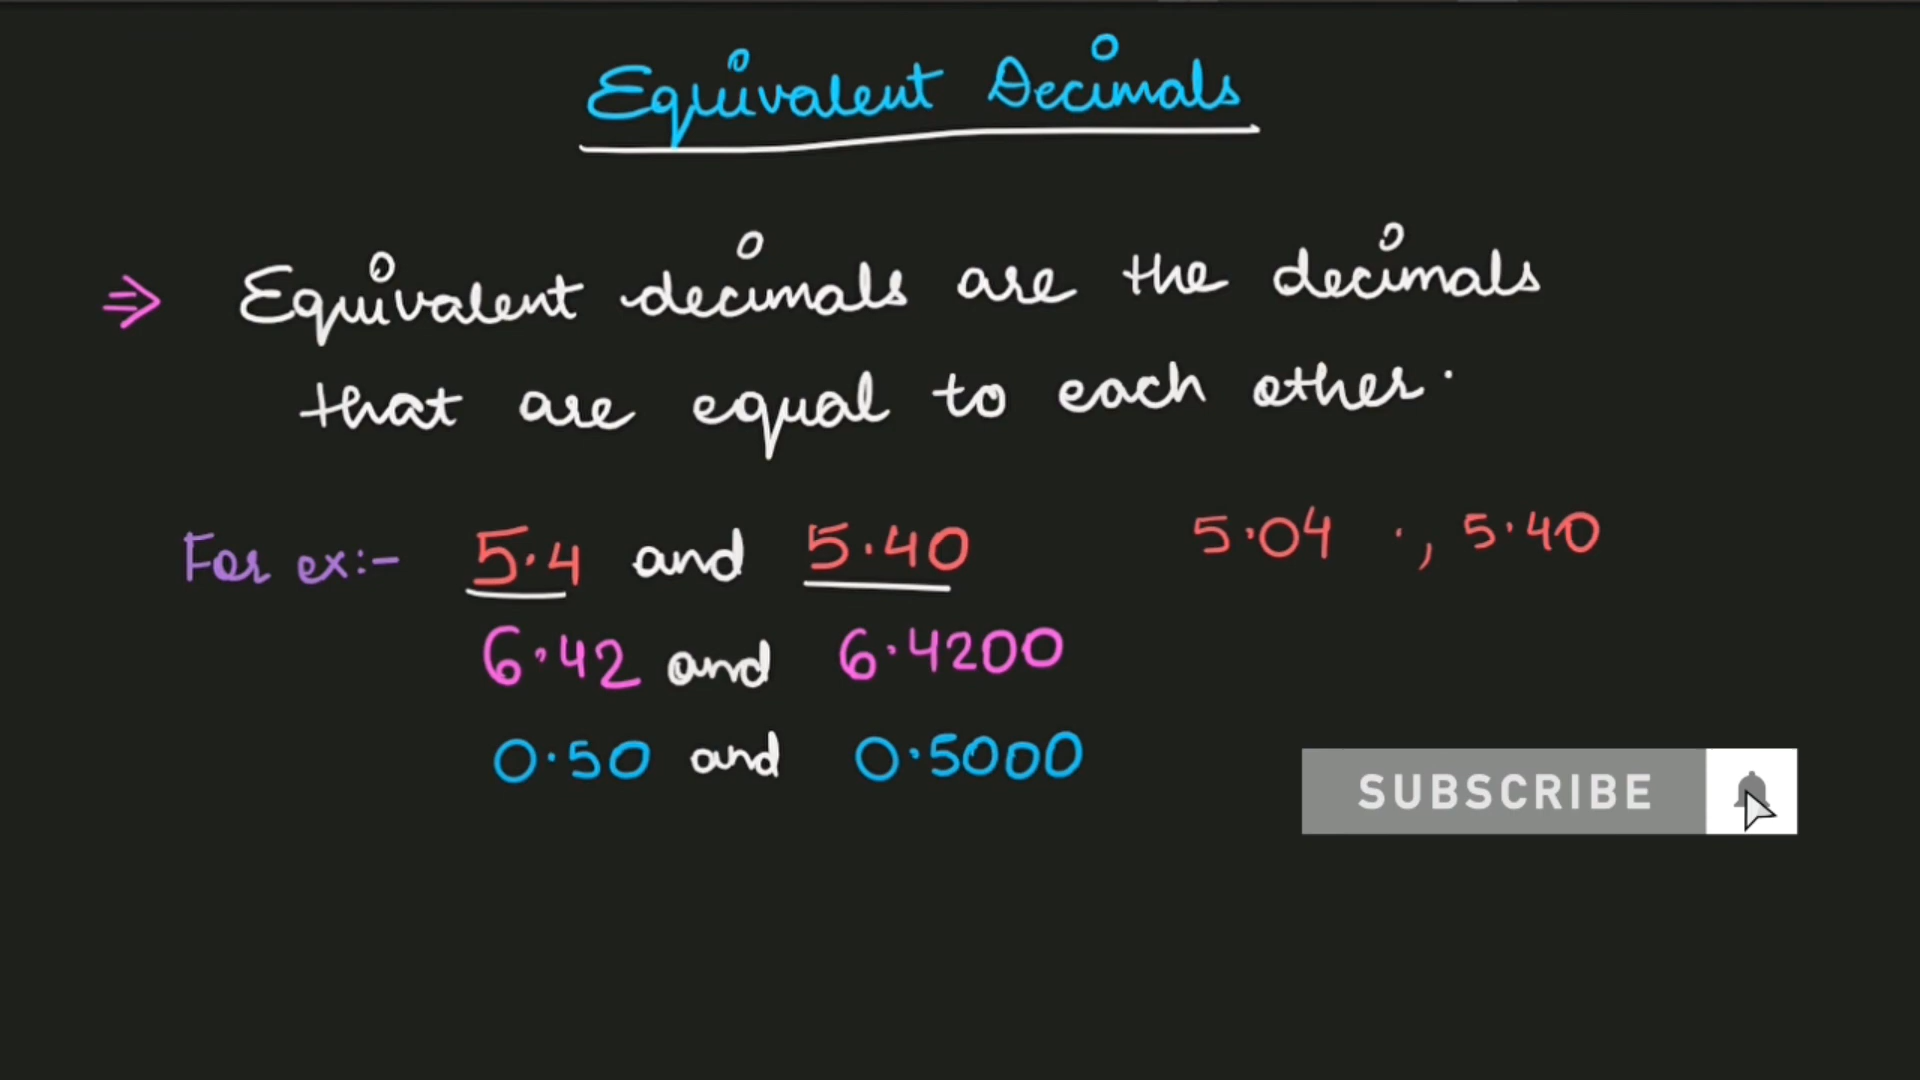 Equivalent Decimals
⇒ Equivalent decimals are the decimals
that are equal to each other.
For ex:- 5.4 and 5.40 5.04 ., 5.40
6.42 and 6.4200
0.50 and 0.5000
SUBSCRIBE